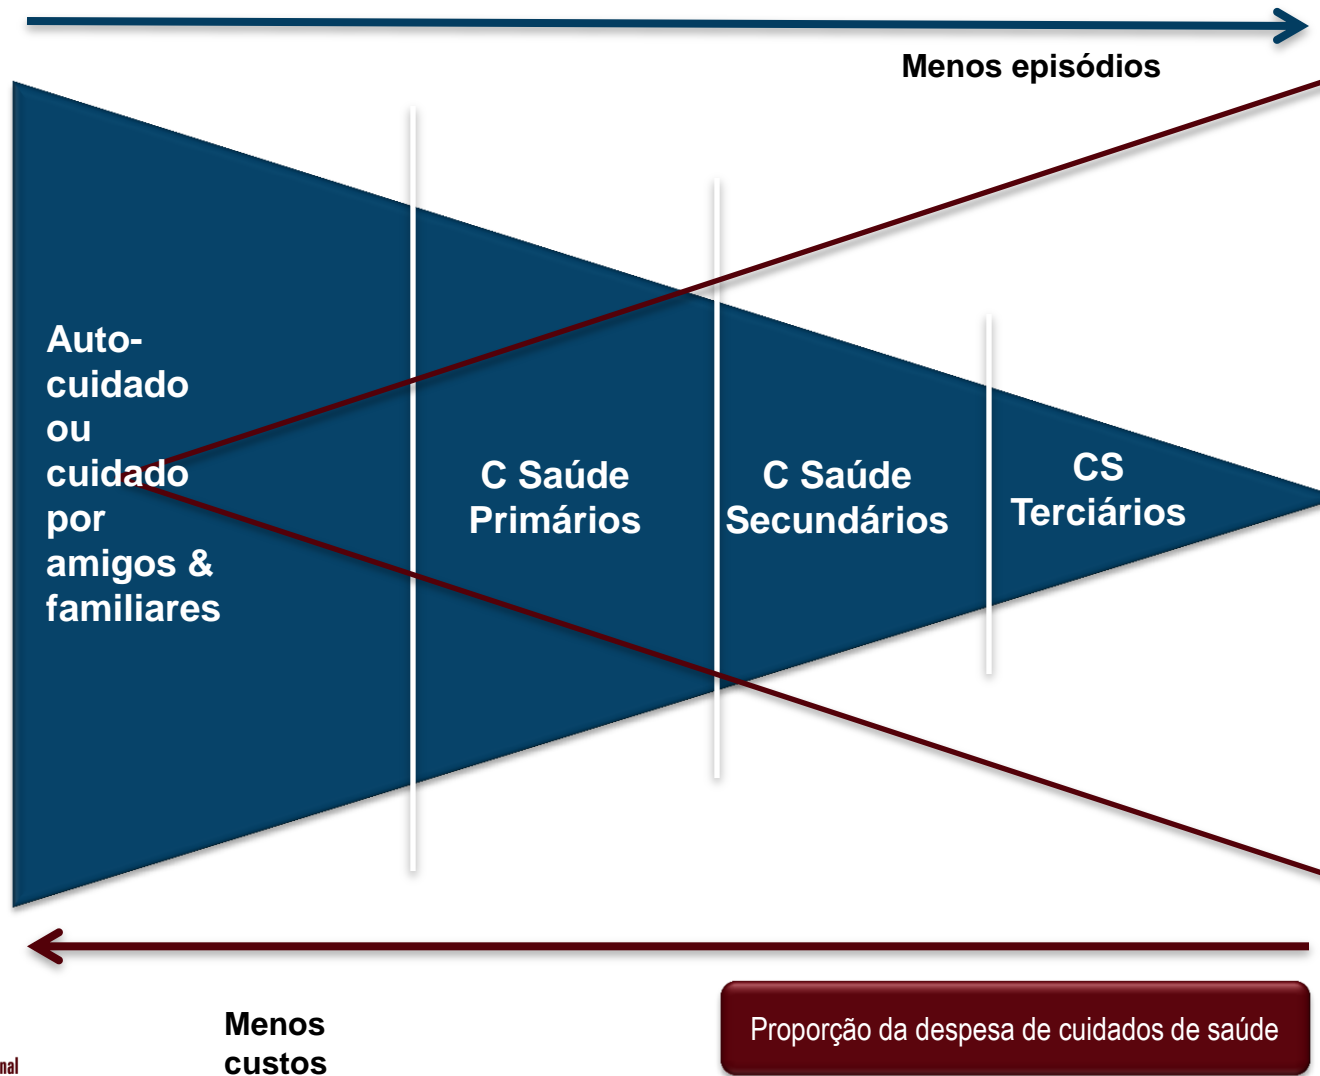 Menos episódios
Auto-
cuidado
ou
cuidado
por
amigos &
familiares
C Saúde
Primários
C Saúde
Secundários
CS
Terciários
Menos
custos
Proporção da despesa de cuidados de saúde
nal